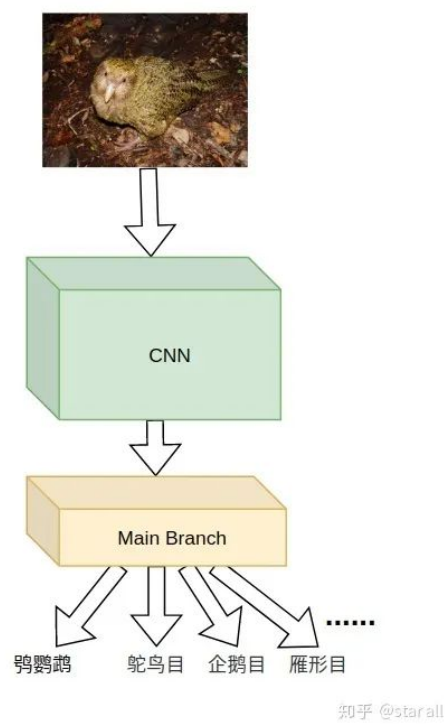 CNN
Main Branch
......
鸮鹦鹉 鸵鸟目 企鹅目 雁形目
知乎 @starall